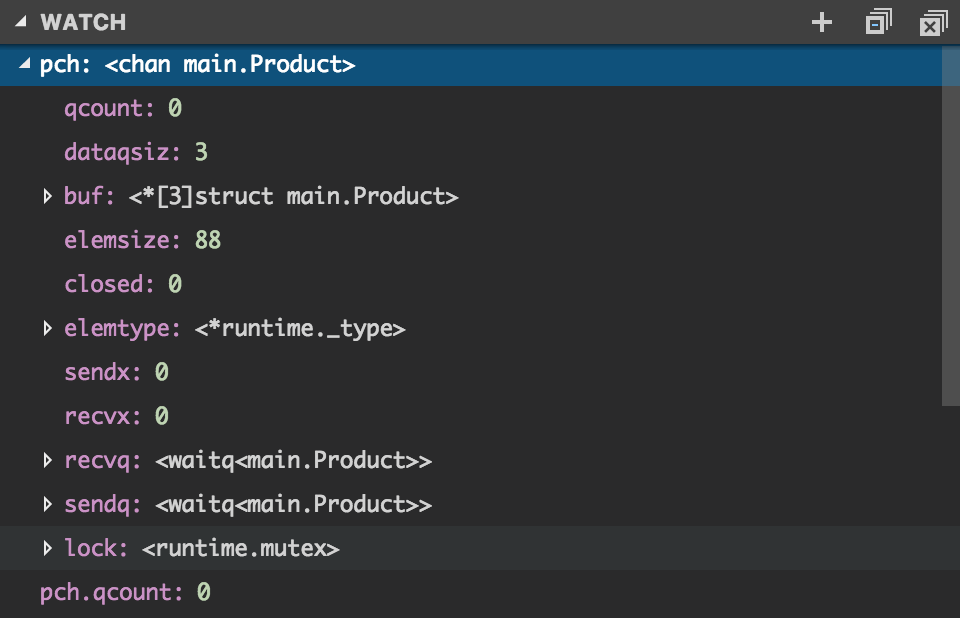 WATCH
pch: <chan main.Product>
qcount: 0
dataqsiz: 3
buf: <*[3]struct main.Product>
elemsize: 88
closed: 0
elemtype: <*runtime._type>
sendx: 0
recvx: 0
recvq: <waitq<main.Product>>
sendq: <waitq<main.Product>>
lock: <runtime.mutex>
pch.qcount: 0